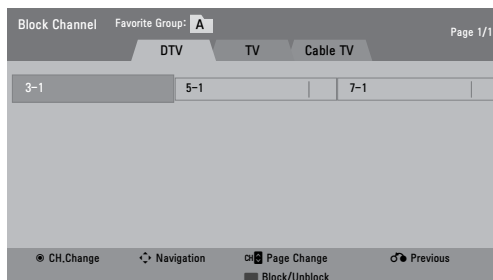 Block Channel Favorite Group: A
Page 1/1
DTV TV Cable TV
3-1 5-1 7-1
CH.Change Navigation CH Page Change Previous
Block/Unblock